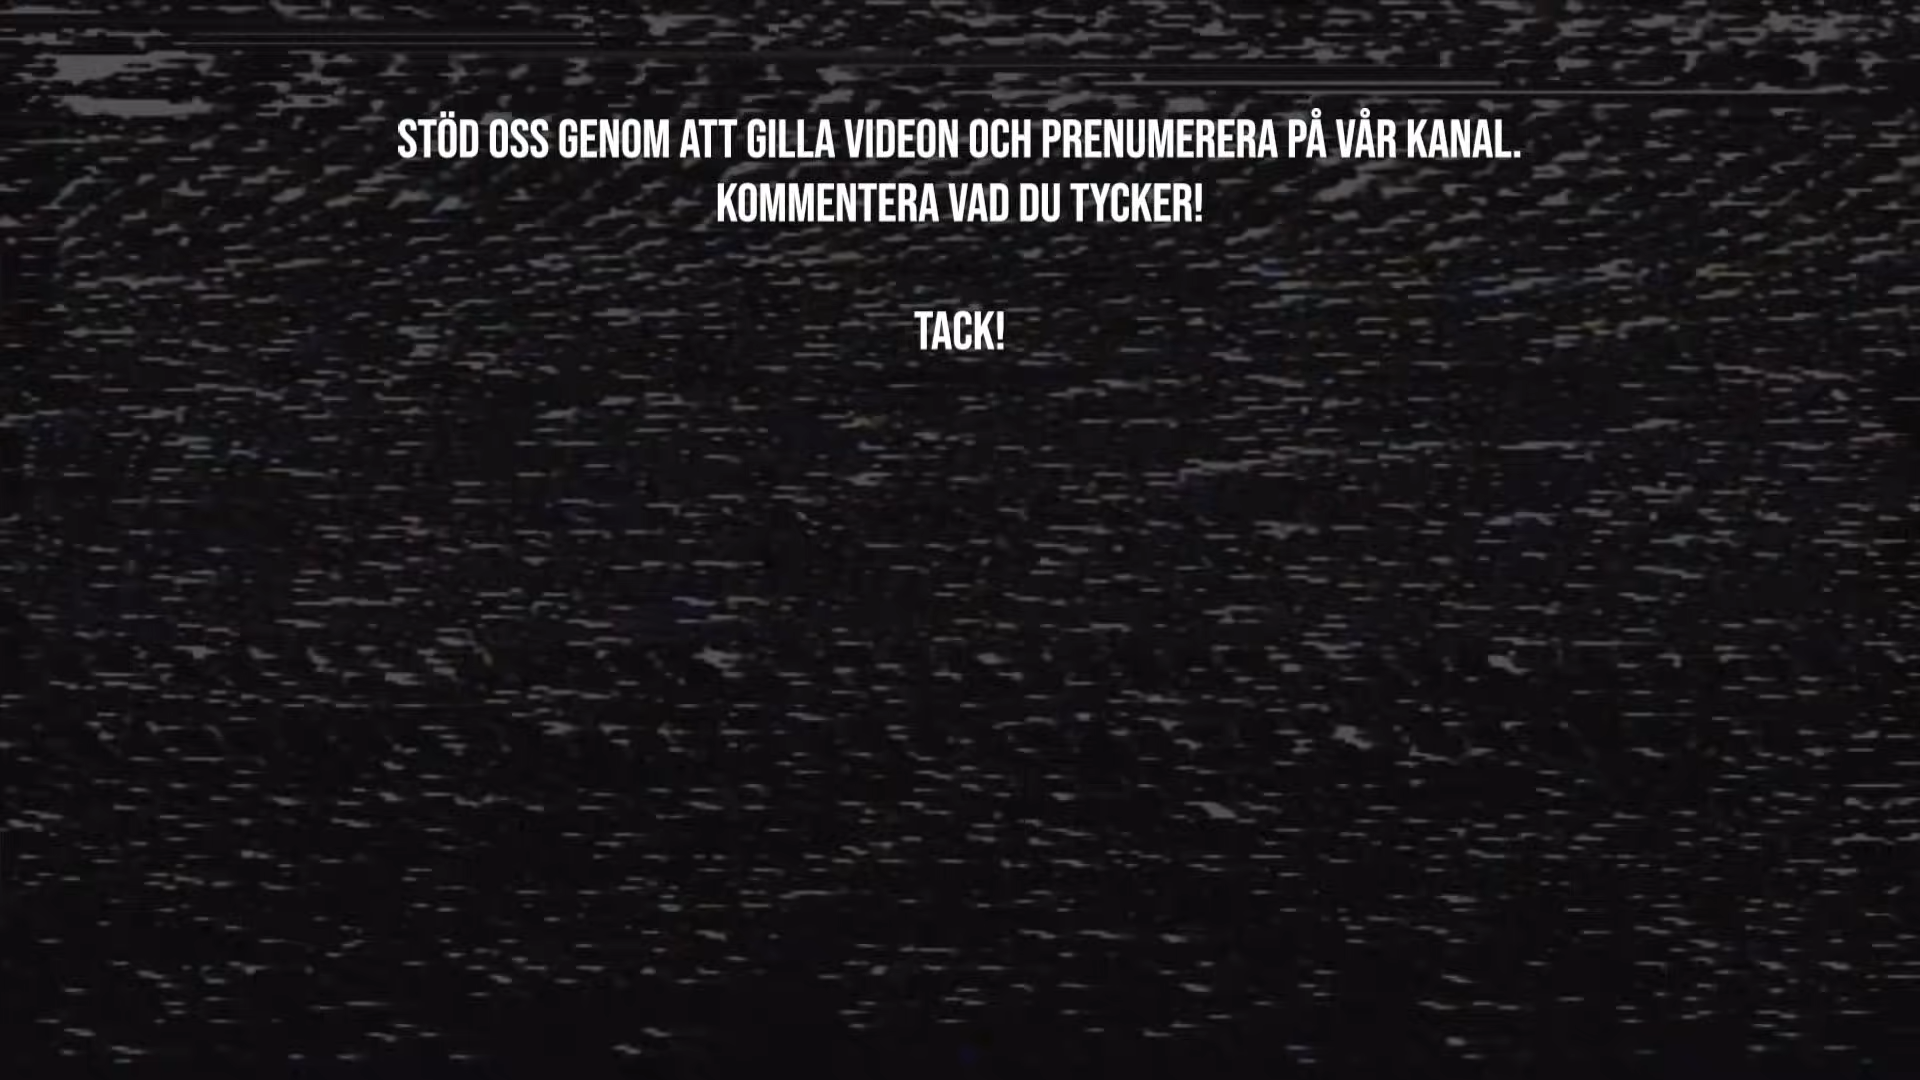 STÖD OSS GENOM ATT GILLA VIDEON OCH PRENUMERERA PÅ VÅR KANAL.
KOMMENTERA VAD DU TYCKER!
TACK!